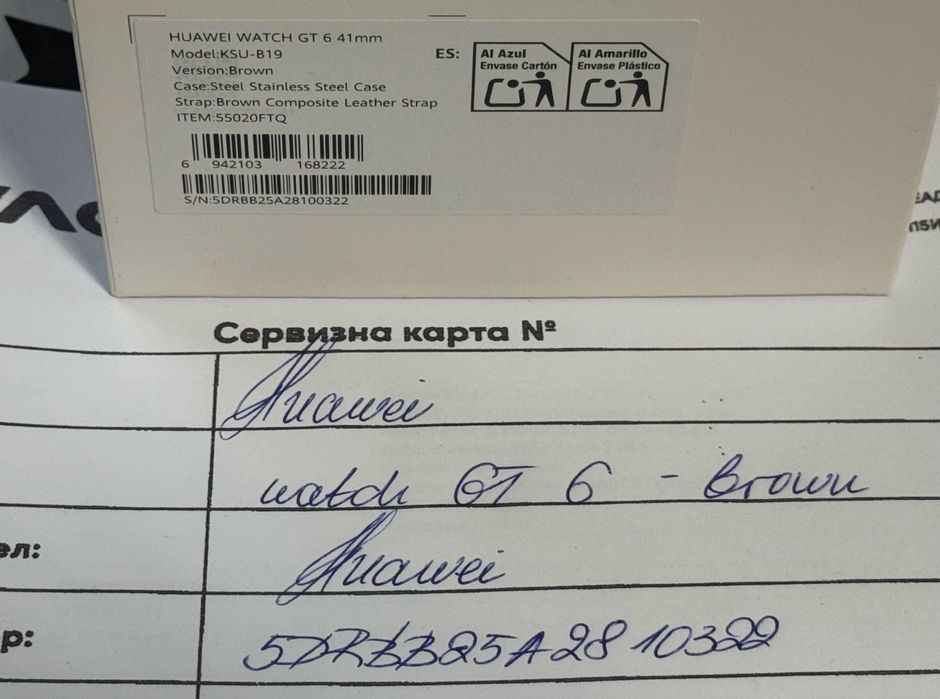 HUAWEI WATCH GT 6 41mm
Model:KSU-B19
Version:Brown
Case:Steel Stainless Steel Case
Strap:Brown Composite Leather Strap
ITEM:55020FTQ
6 942103 168222
S/N:5DRBB25A28100322
ES:
Al Azul
Envase Cartón
Al Amarillo
Envase Plástico
Сервизна карта №
Huawei
watch GT 6 - Brown
ел:
Huawei
р:
5DRBB25A2810322